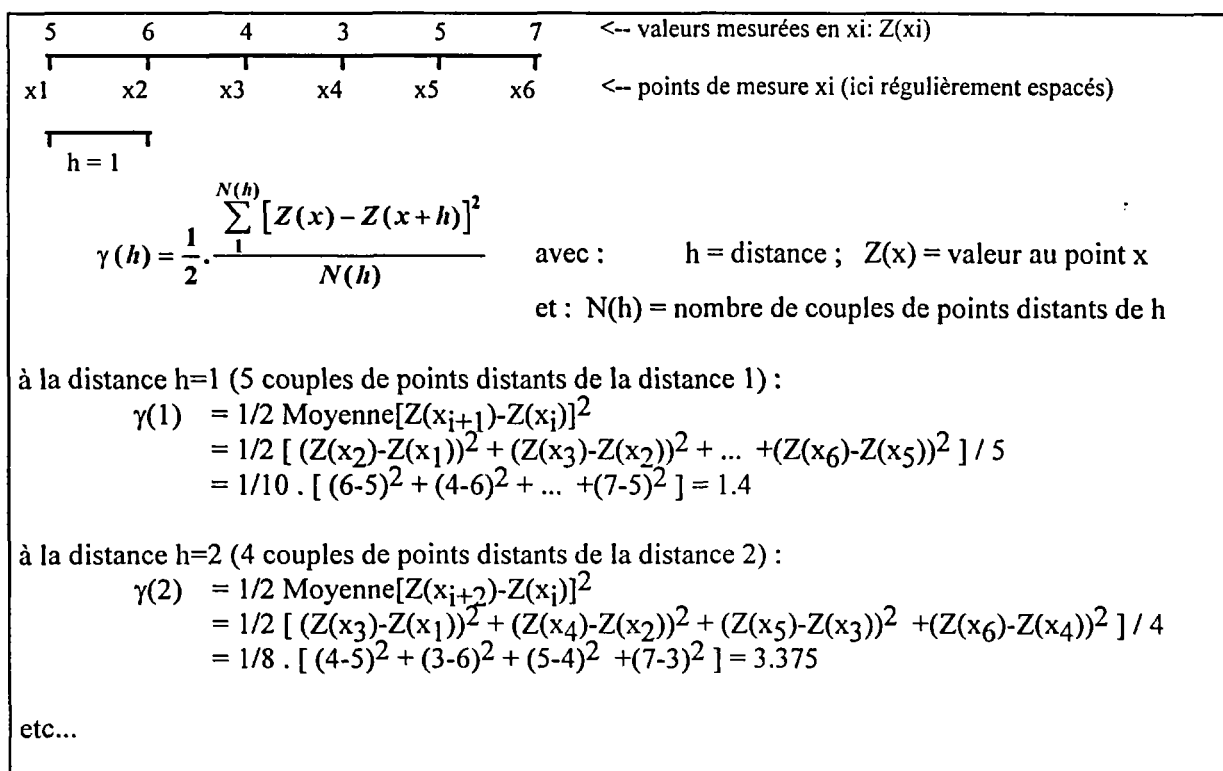 5 6 4 3 5 7 <-- valeurs mesurées en xi: Z(xi)
x1 x2 x3 x4 x5 x6 <-- points de mesure xi (ici régulièrement espacés)
h = 1
γ(h) = 1/2 . N(h) ∑ 1 [Z(x) – Z(x+h)]² / N(h) avec : h = distance ; Z(x) = valeur au point x
et : N(h) = nombre de couples de points distants de h
à la distance h=1 (5 couples de points distants de la distance 1) :
γ(1) = 1/2 Moyenne[Z(xi+1)-Z(xi)]²
= 1/2 [ (Z(x2)-Z(x1))² + (Z(x3)-Z(x2))² + ... +(Z(x6)-Z(x5))² ] / 5
= 1/10 . [ (6-5)² + (4-6)² + ... +(7-5)² ] = 1.4
à la distance h=2 (4 couples de points distants de la distance 2) :
γ(2) = 1/2 Moyenne[Z(xi+2)-Z(xi)]²
= 1/2 [ (Z(x3)-Z(x1))² + (Z(x4)-Z(x2))² + (Z(x5)-Z(x3))² +(Z(x6)-Z(x4))² ] / 4
= 1/8 . [ (4-5)² + (3-6)² + (5-4)² +(7-3)² ] = 3.375
etc...